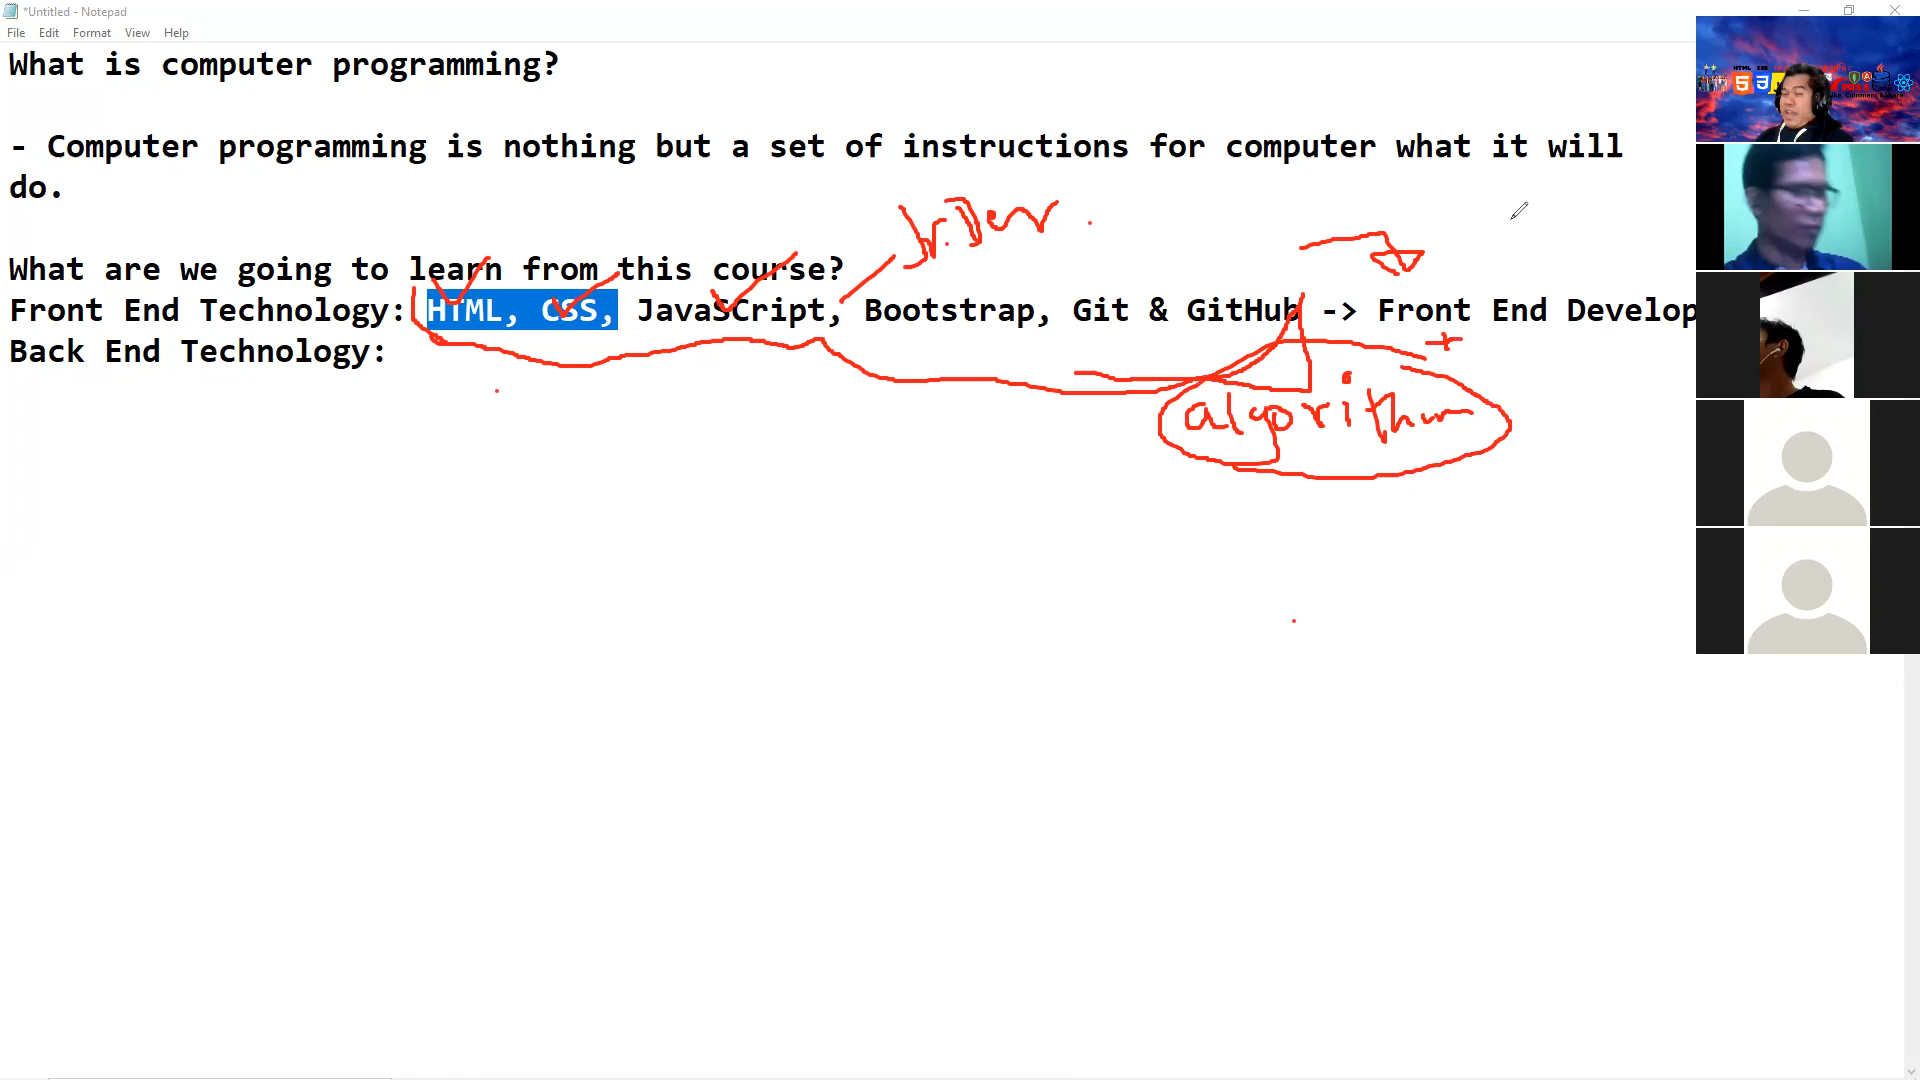 *Untitled - Notepad
File Edit Format View Help
What is computer programming?
- Computer programming is nothing but a set of instructions for computer what it will
do.
Jr. Dev
What are we going to learn from this course?
Front End Technology: HTML, CSS, JavaSCript, Bootstrap, Git & GitHub -> Front End Develop
Back End Technology:
+
algorithm